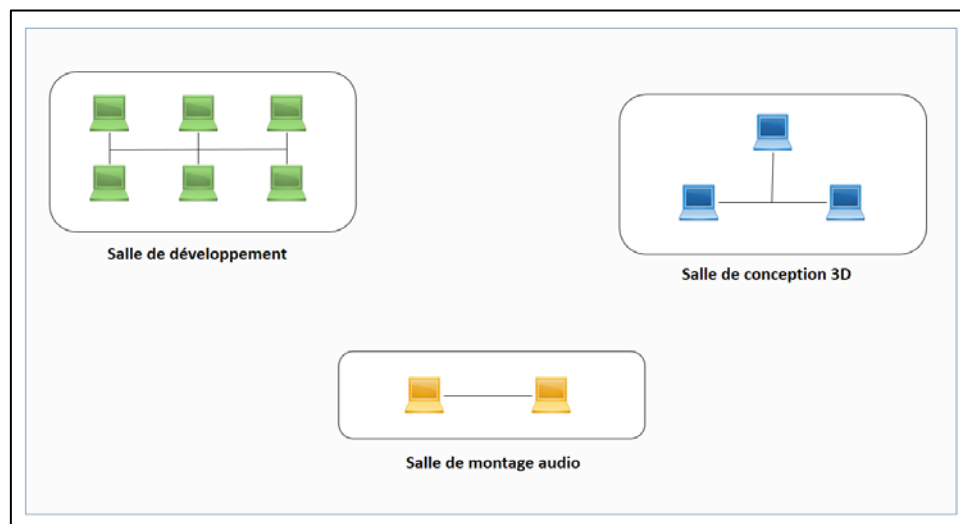 Salle de développement
Salle de conception 3D
Salle de montage audio